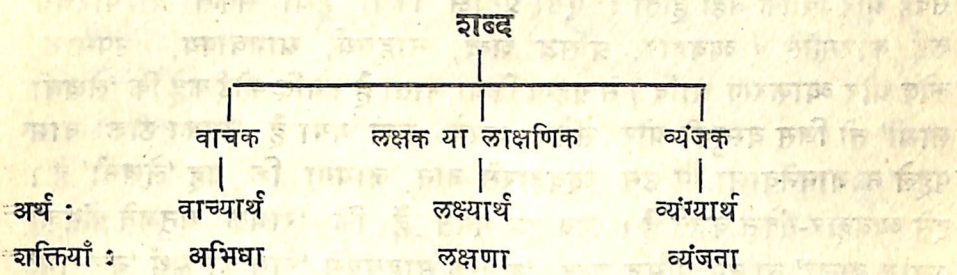 शब्द
वाचक लक्षक या लाक्षणिक व्यंजक
अर्थ : वाच्यार्थ लक्ष्यार्थ व्यंग्यार्थ
शक्तियाँ : अभिधा लक्षणा व्यंजना